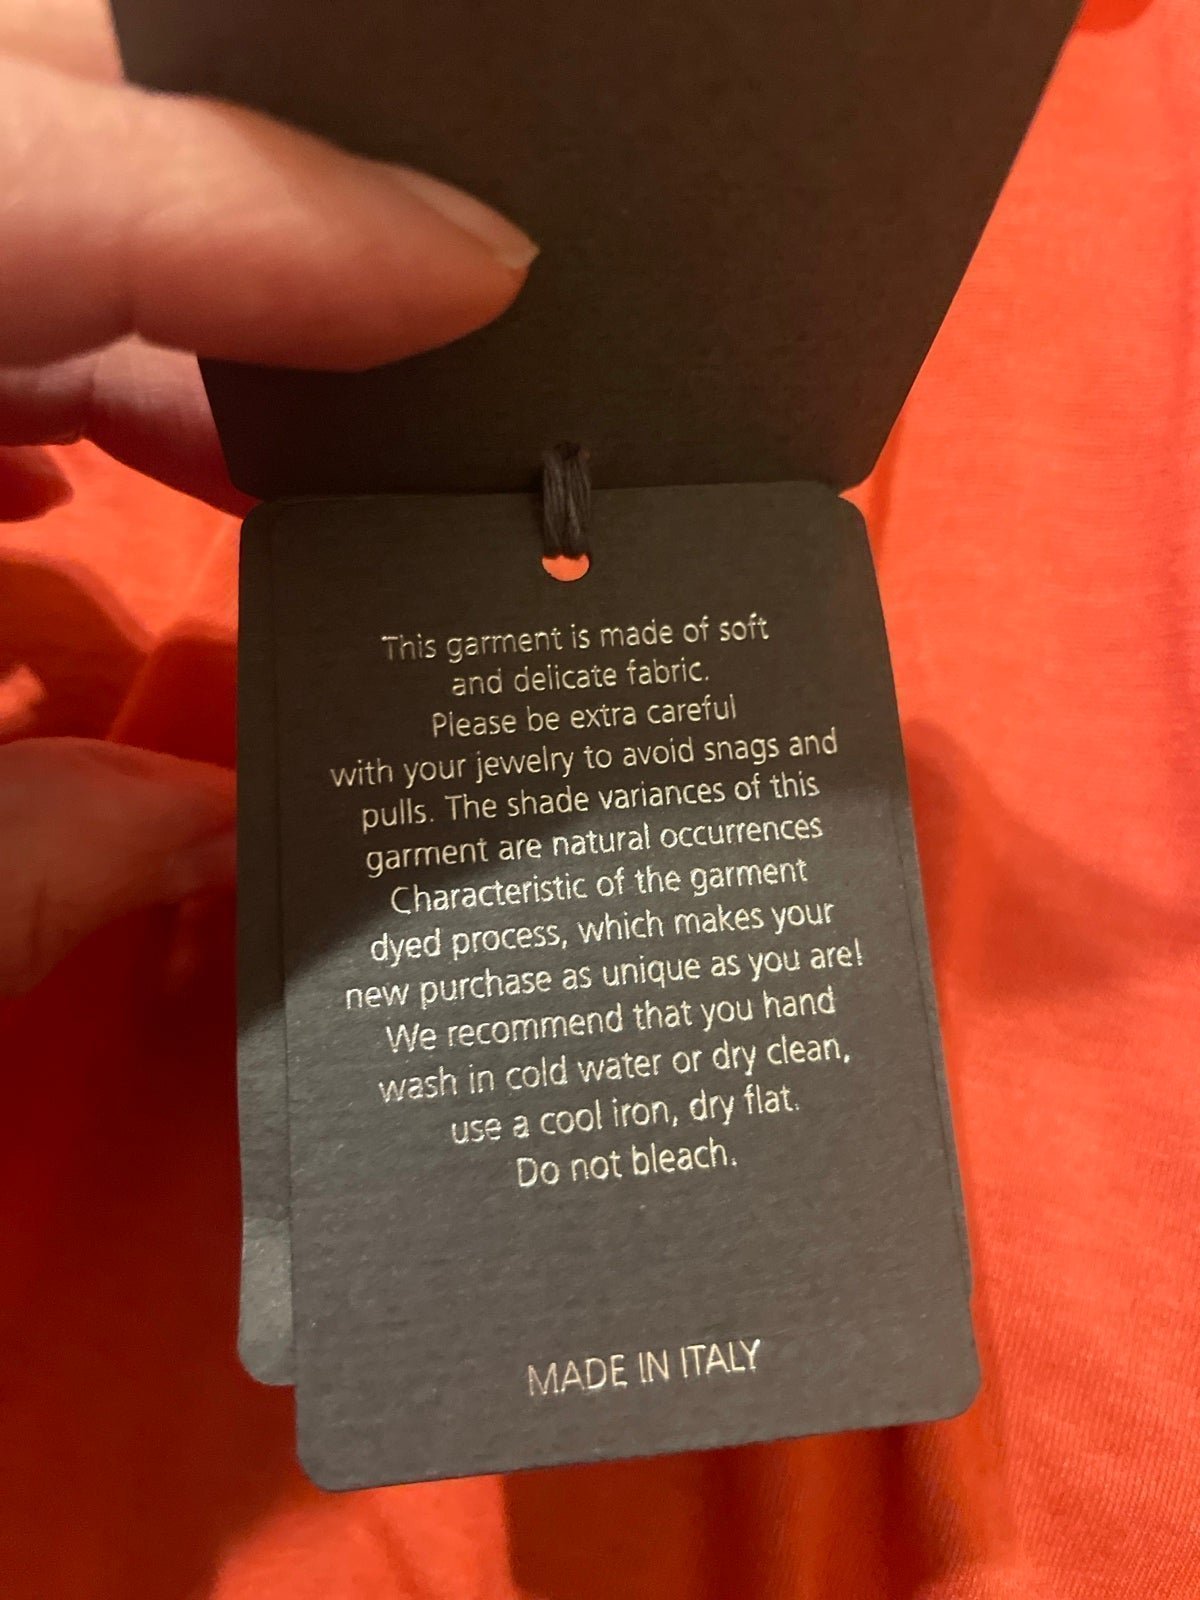 This garment is made of soft
and delicate fabric.
Please be extra careful
with your jewelry to avoid snags and
pulls. The shade variances of this
garment are natural occurrences
Characteristic of the garment
dyed process, which makes your
new purchase as unique as you are!
We recommend that you hand
wash in cold water or dry clean,
use a cool iron, dry flat.
Do not bleach.
MADE IN ITALY